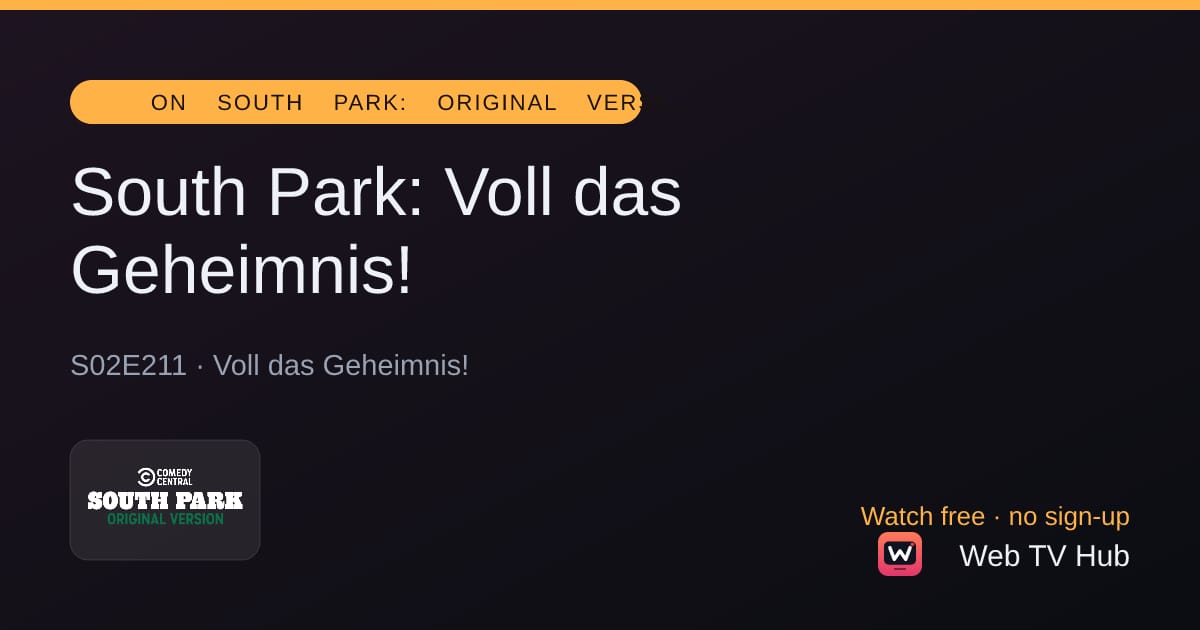 ON SOUTH PARK: ORIGINAL VERS
South Park: Voll das
Geheimnis!
S02E211 · Voll das Geheimnis!
COMEDY
CENTRAL
SOUTH PARK
ORIGINAL VERSION
Watch free · no sign-up
W
Web TV Hub